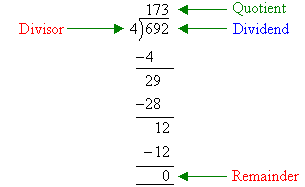 173 Quotient
Divisor 4)692 Dividend
−4
29
−28
12
−12
0 Remainder